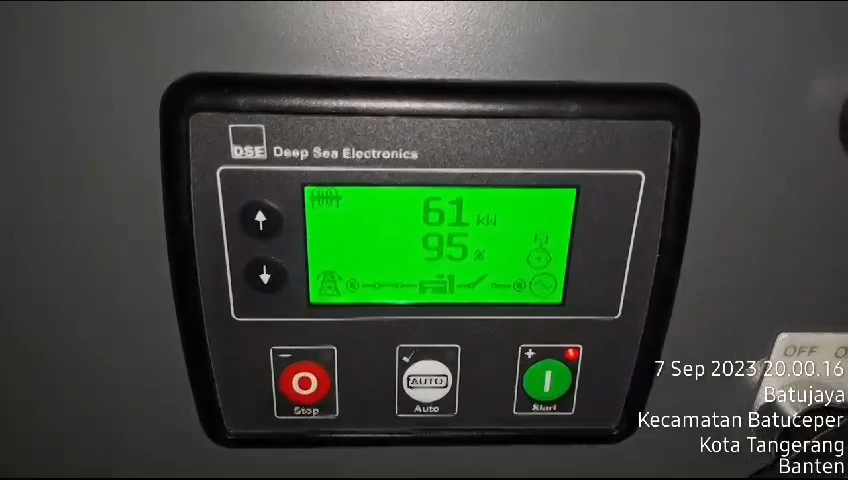 DSE Deep Sea Electronics
61 kW
95 %
Stop
AUTO
Auto
Start
OFF
7 Sep 2023 20.00.16
Batujaya
Kecamatan Batuceper
Kota Tangerang
Banten